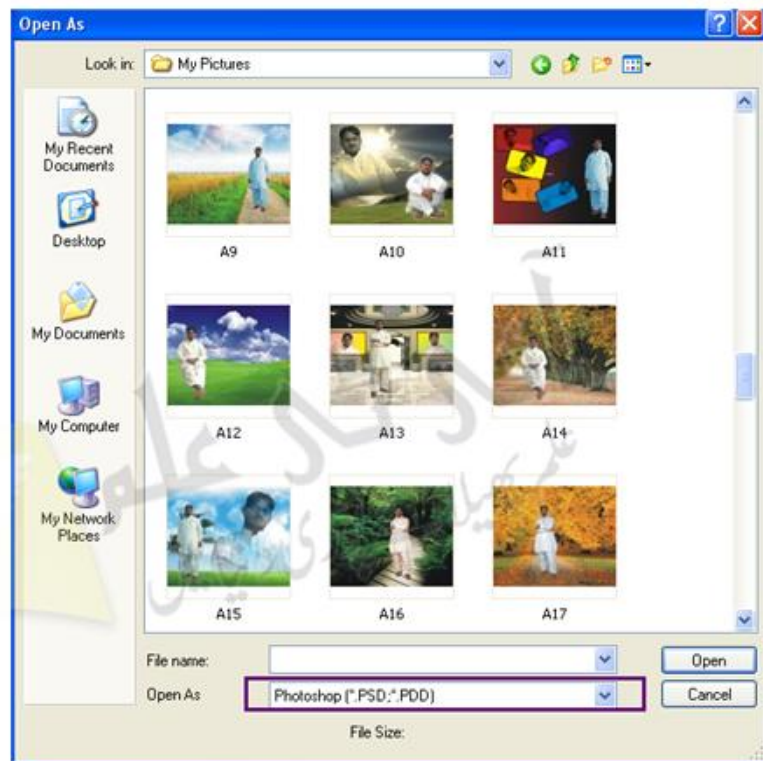 Open As
Look in: My Pictures
My Recent
Documents
Desktop
My Documents
My Computer
My Network
Places
A9 A10 A11
A12 A13 A14
A15 A16 A17
File name: Open
Open As Photoshop (*.PSD;*.PDD) Cancel
File Size: